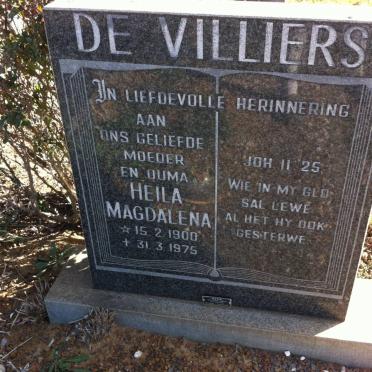 DE VILLIERS
IN LIEFDEVOLLE HERINNERING
AAN
ONS GELIEFDE
MOEDER
EN OUMA
HEILA
MAGDALENA
☆ 15.2.1900
+ 31.3.1975
JOH 11 25
WIE IN MY GLO
SAL LEWE
AL HET HY OOK
GESTERWE